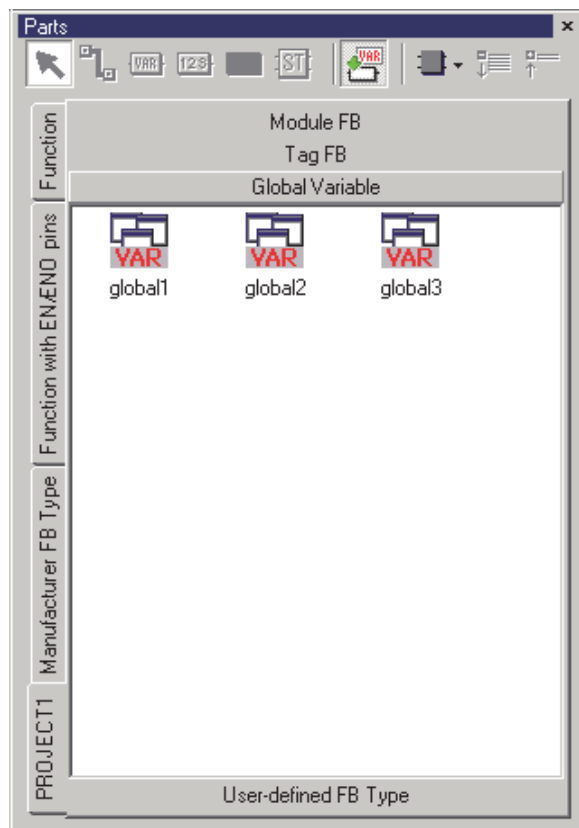 Parts
VAR
123
ST
VAR
Function
Function with EN/ENO pins
Manufacturer FB Type
PROJECT1
Module FB
Tag FB
Global Variable
VAR
VAR
VAR
global1
global2
global3
User-defined FB Type